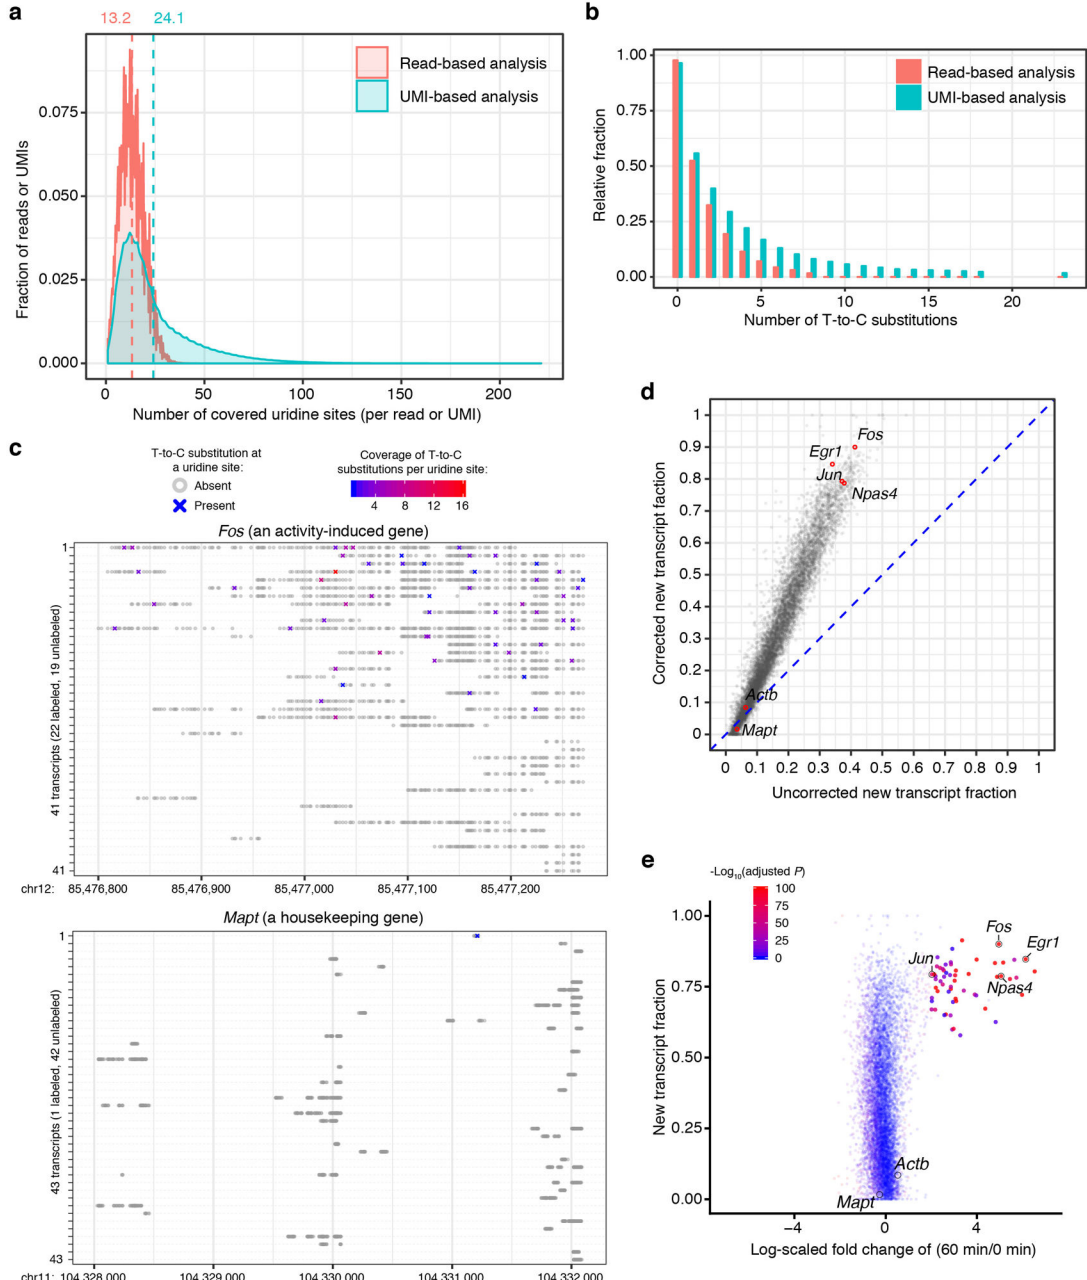 a
13.2
24.1
Read-based analysis
UMI-based analysis
0.075
0.050
0.025
0.000
Fraction of reads or UMIs
0
50
100
150
200
Number of covered uridine sites (per read or UMI)
b
Read-based analysis
UMI-based analysis
1.00
0.75
0.50
0.25
0.00
Relative fraction
0
5
10
15
20
Number of T-to-C substitutions
c
T-to-C substitution at
a uridine site:
Absent
Present
Coverage of T-to-C
substitutions per uridine site:
4
8
12
16
Fos (an activity-induced gene)
1
41 transcripts (22 labeled, 19 unlabeled)
41
chr12:
85,476,800
85,476,900
85,477,000
85,477,100
85,477,200
Mapt (a housekeeping gene)
1
43 transcripts (1 labeled, 42 unlabeled)
43
chr11:
104,328,000
104,329,000
104,330,000
104,331,000
104,332,000
d
1
0.9
0.8
0.7
0.6
0.5
0.4
0.3
0.2
0.1
0
Corrected new transcript faction
Fos
Egr1
Jun
Npas4
Actb
Mapt
0
0.1
0.2
0.3
0.4
0.5
0.6
0.7
0.8
0.9
1
Uncorrected new transcript fraction
e
-Log10(adjusted P)
100
75
50
25
0
1.00
0.75
0.50
0.25
0.00
New transcript fraction
Fos
Egr1
Jun
Npas4
Actb
Mapt
−4
0
4
Log-scaled fold change of (60 min/0 min)